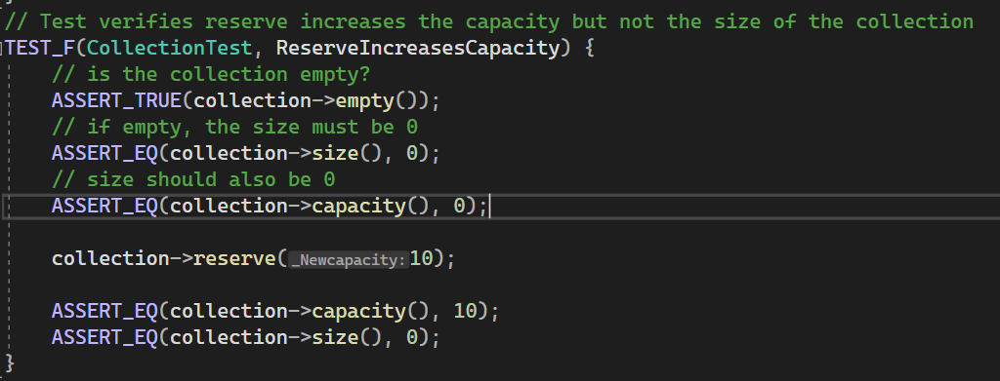 // Test verifies reserve increases the capacity but not the size of the collection
TEST_F(CollectionTest, ReserveIncreasesCapacity) {
    // is the collection empty?
    ASSERT_TRUE(collection->empty());
    // if empty, the size must be 0
    ASSERT_EQ(collection->size(), 0);
    // size should also be 0
    ASSERT_EQ(collection->capacity(), 0);
    collection->reserve(_Newcapacity:10);
    ASSERT_EQ(collection->capacity(), 10);
    ASSERT_EQ(collection->size(), 0);
}